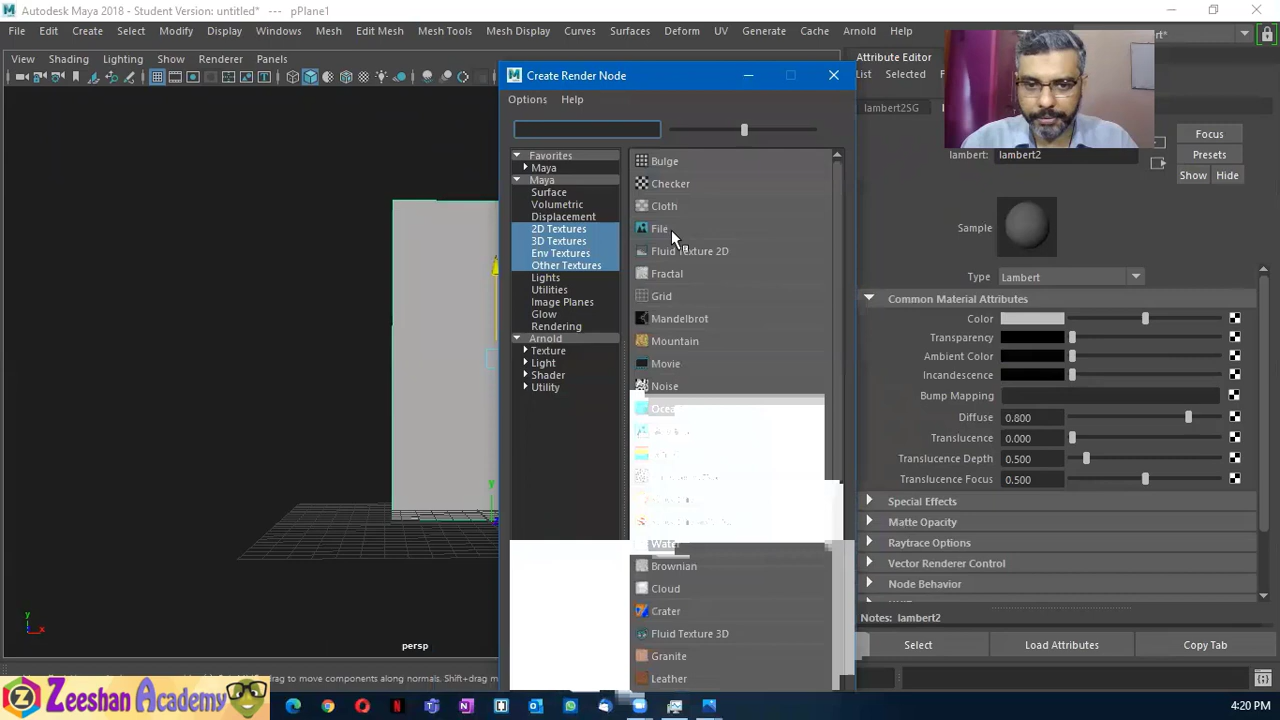 Autodesk Maya 2018 - Student Version: untitled*   ---   pPlane1
File Edit Create Select Modify Display Windows Mesh Edit Mesh Mesh Tools Mesh Display Curves Surfaces Deform UV Generate Cache Arnold Help
View Shading Lighting Show Renderer Panels
persp
move components along normals. Shift+drag m
Zeeshan Academy
Create Render Node
Options Help
Favorites
Maya
Maya
Surface
Volumetric
Displacement
2D Textures
3D Textures
Env Textures
Other Textures
Lights
Utilities
Image Planes
Glow
Rendering
Arnold
Texture
Light
Shader
Utility
Bulge
Checker
Cloth
File
Fluid Texture 2D
Fractal
Grid
Mandelbrot
Mountain
Movie
Noise
Water
Brownian
Cloud
Crater
Fluid Texture 3D
Granite
Leather
Attribute Editor
List Selected
lambert2SG
lambert: lambert2
Focus
Presets
Show Hide
Sample
Type Lambert
Common Material Attributes
Color
Transparency
Ambient Color
Incandescence
Bump Mapping
Diffuse 0.800
Translucence 0.000
Translucence Depth 0.500
Translucence Focus 0.500
Special Effects
Matte Opacity
Raytrace Options
Vector Renderer Control
Node Behavior
Notes: lambert2
Select Load Attributes Copy Tab
4:20 PM